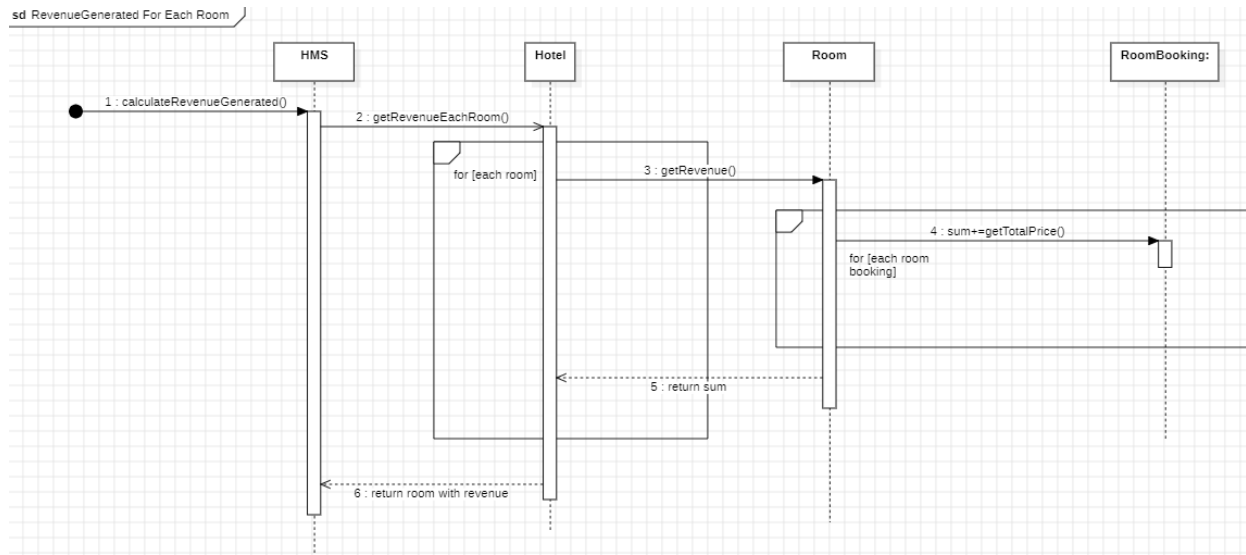 sd RevenueGenerated For Each Room
HMS
Hotel
Room
RoomBooking:
1 : calculateRevenueGenerated()
2 : getRevenueEachRoom()
for [each room]
3 : getRevenue()
4 : sum+=getTotalPrice()
for [each room
booking]
5 : return sum
6 : return room with revenue